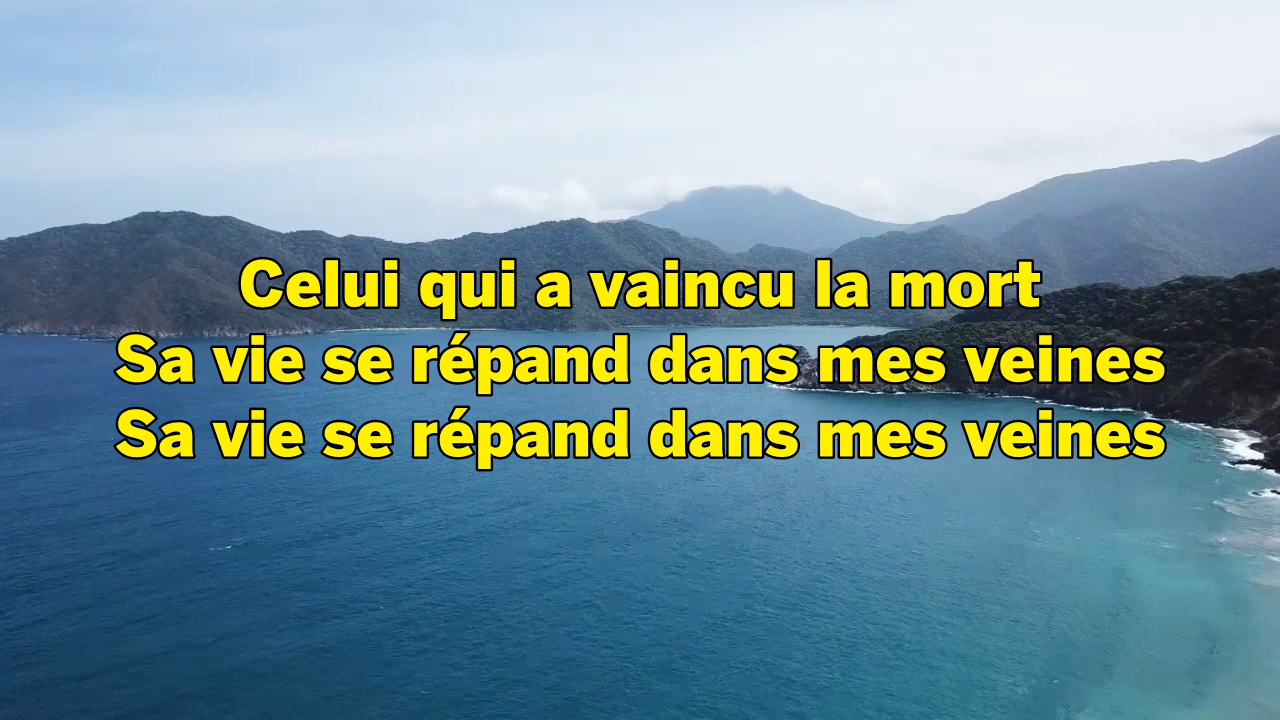 Celui qui a vaincu la mort
Sa vie se répand dans mes veines
Sa vie se répand dans mes veines